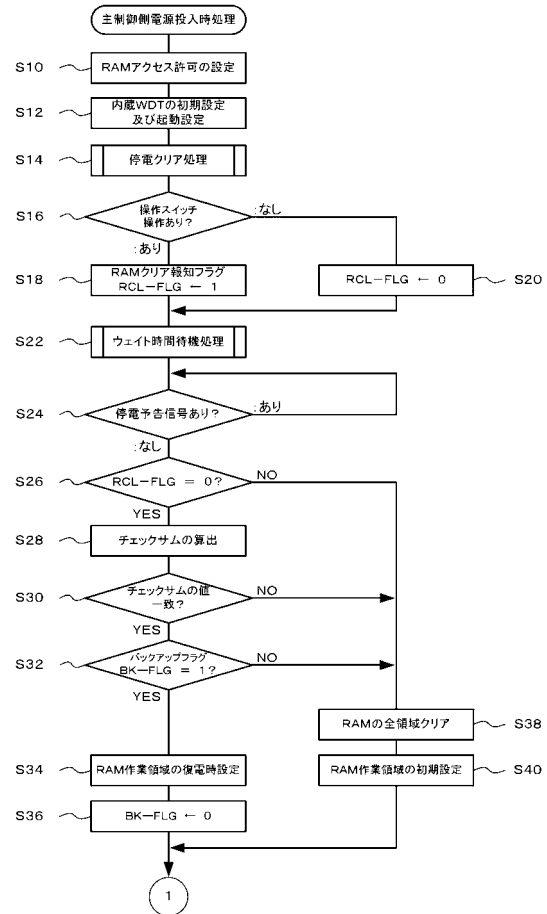 主制御側電源投入時処理
S10
RAMアクセス許可の設定
S12
内蔵WDTの初期設定
及び起動設定
S14
停電クリア処理
S16
操作スイッチ
操作あり?
:なし
:あり
S18
RAMクリア報知フラグ
RCL-FLG ← 1
RCL-FLG ← 0
S20
S22
ウェイト時間待機処理
S24
停電予告信号あり?
:あり
:なし
S26
RCL-FLG = 0?
NO
YES
S28
チェックサムの算出
S30
チェックサムの値
一致?
NO
YES
S32
バックアップフラグ
BK-FLG = 1?
NO
YES
RAMの全領域クリア
S38
S34
RAM作業領域の復電時設定
RAM作業領域の初期設定
S40
S36
BK-FLG ← 0
1